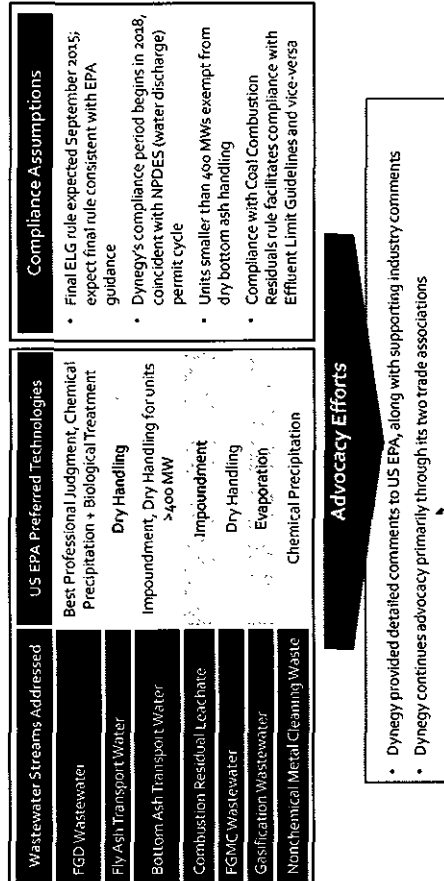 Wastewater Streams Addressed
US EPA Preferred Technologies
FGD Wastewater
Best Professional Judgment, Chemical
Precipitation + Biological Treatment
Fly Ash Transport Water
Dry Handling
Bottom Ash Transport Water
Impoundment, Dry Handling for units
>400 MW
Combustion Residual Leachate
Impoundment
FGMC Wastewater
Dry Handling
Gasification Wastewater
Evaporation
Nonchemical Metal Cleaning Waste
Chemical Precipitation
Compliance Assumptions
• Final ELG rule expected September 2015;
expect final rule consistent with EPA
guidance
• Dynegy's compliance period begins in 2018,
coincident with NPDES (water discharge)
permit cycle
• Units smaller than 400 MWs exempt from
dry bottom ash handling
• Compliance with Coal Combustion
Residuals rule facilitates compliance with
Effluent Limit Guidelines and vice-versa
Advocacy Efforts
• Dynegy provided detailed comments to US EPA, along with supporting industry comments
• Dynegy continues advocacy primarily through its two trade associations